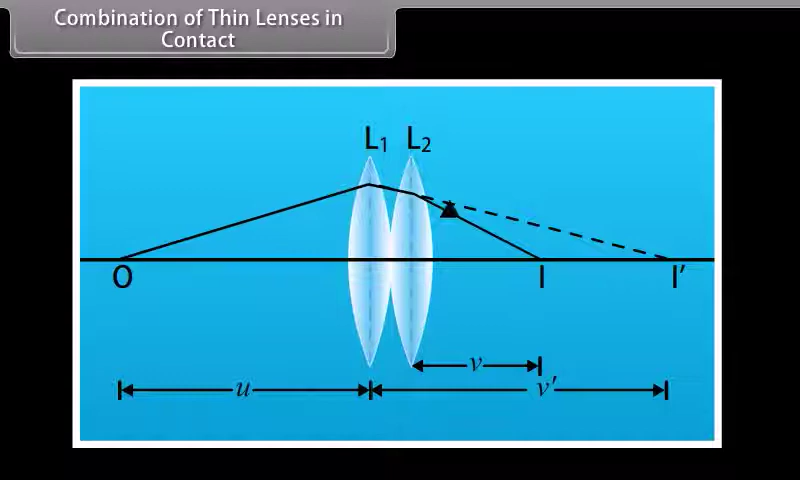 Combination of Thin Lenses in
Contact
L₁ L₂
O I I′
v
u v′